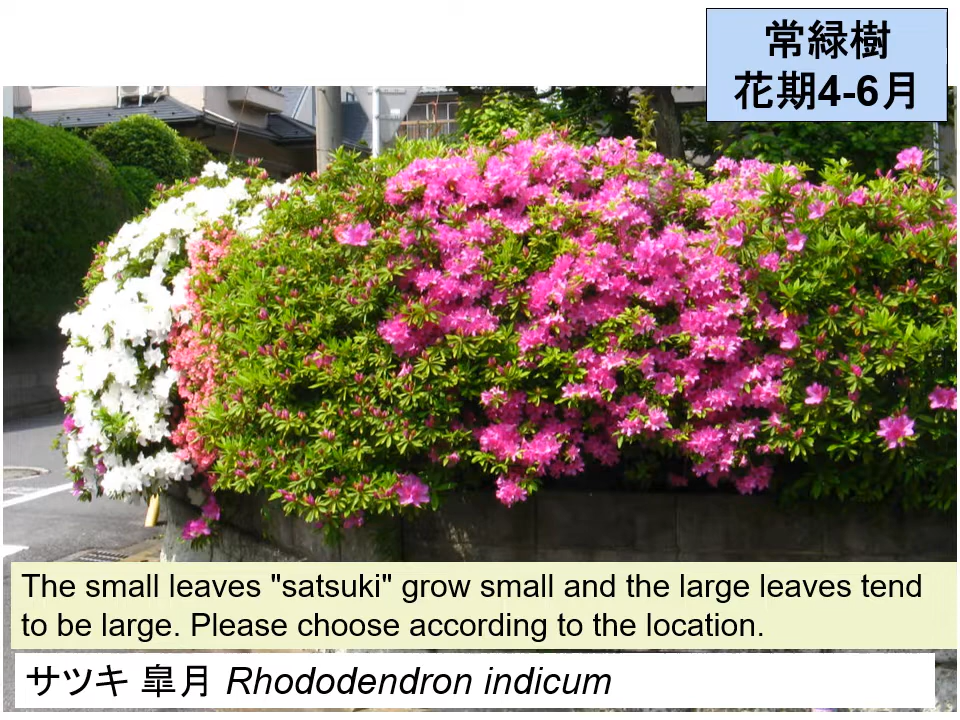 常緑樹
花期4-6月
The small leaves "satsuki" grow small and the large leaves tend
to be large. Please choose according to the location.
サツキ 皐月 Rhododendron indicum